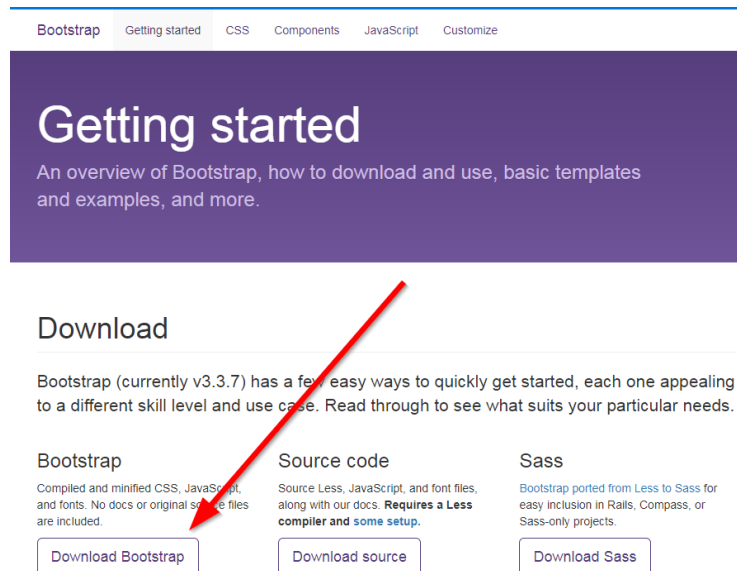 Bootstrap Getting started CSS Components JavaScript Customize
Getting started
An overview of Bootstrap, how to download and use, basic templates
and examples, and more.
Download
Bootstrap (currently v3.3.7) has a few easy ways to quickly get started, each one appealing
to a different skill level and use case. Read through to see what suits your particular needs.
Bootstrap
Compiled and minified CSS, JavaScript,
and fonts. No docs or original source files
are included.
Download Bootstrap
Source code
Source Less, JavaScript, and font files,
along with our docs. Requires a Less
compiler and some setup.
Download source
Sass
Bootstrap ported from Less to Sass for
easy inclusion in Rails, Compass, or
Sass-only projects.
Download Sass